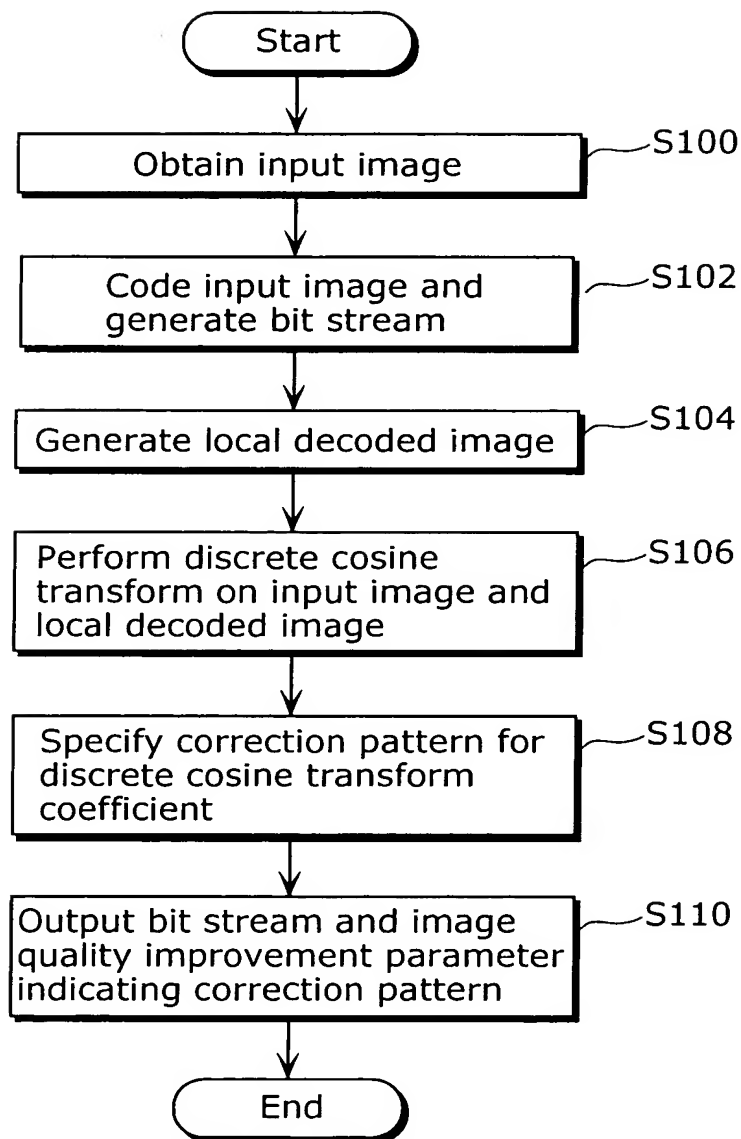 Start
Obtain input image
S100
Code input image and
generate bit stream
S102
Generate local decoded image
S104
Perform discrete cosine
transform on input image and
local decoded image
S106
Specify correction pattern for
discrete cosine transform
coefficient
S108
Output bit stream and image
quality improvement parameter
indicating correction pattern
S110
End